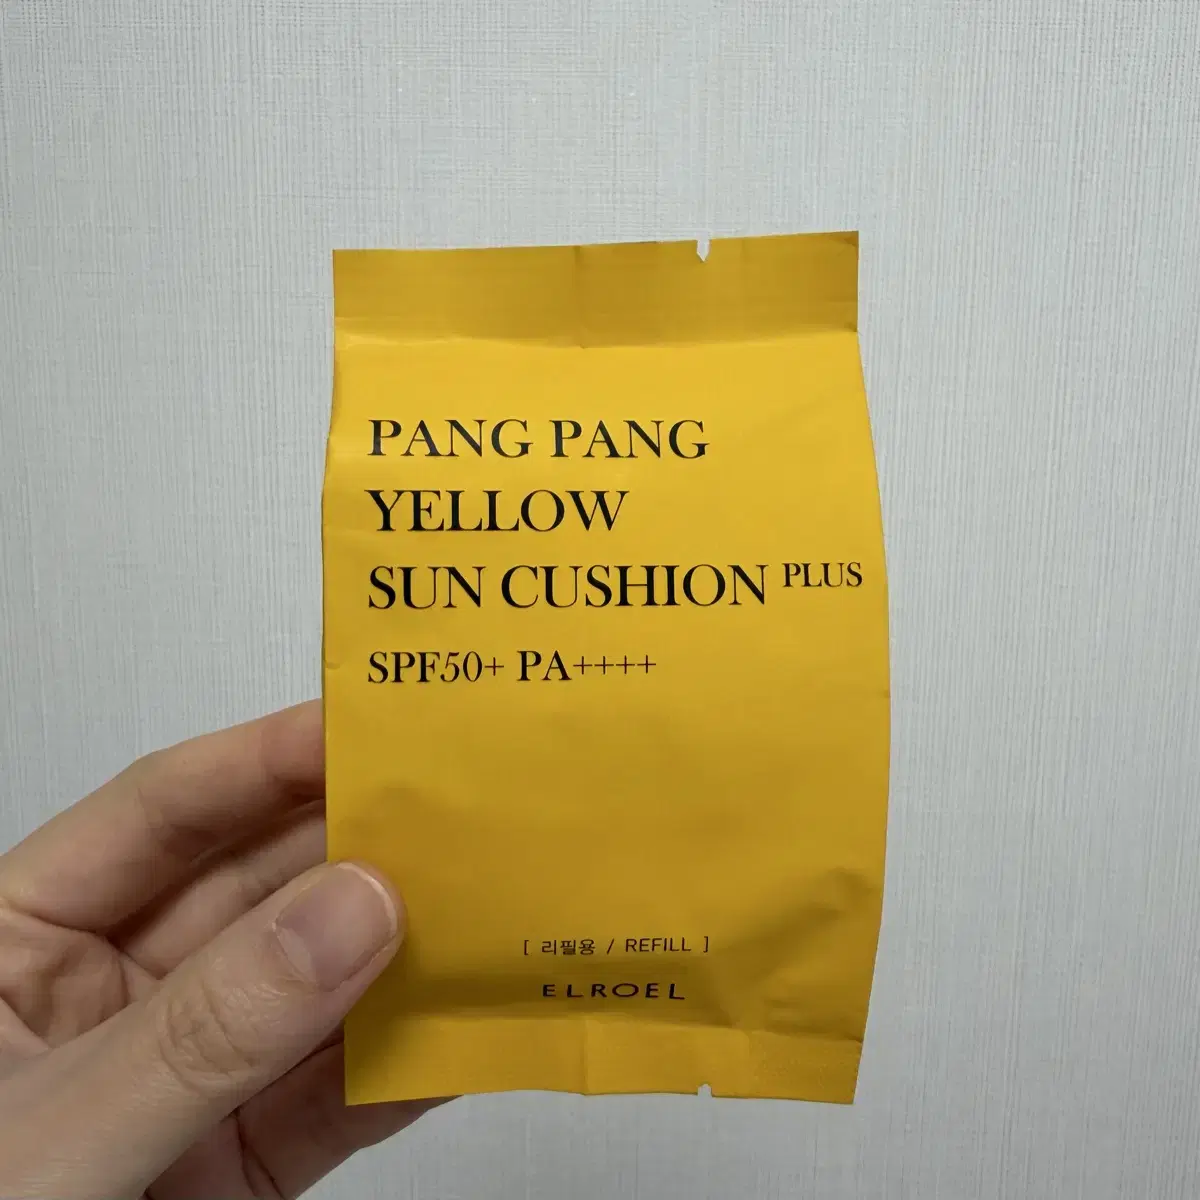 PANG PANG
YELLOW
SUN CUSHION PLUS
SPF50+ PA++++
[ 리필용 / REFILL ]
ELROEL